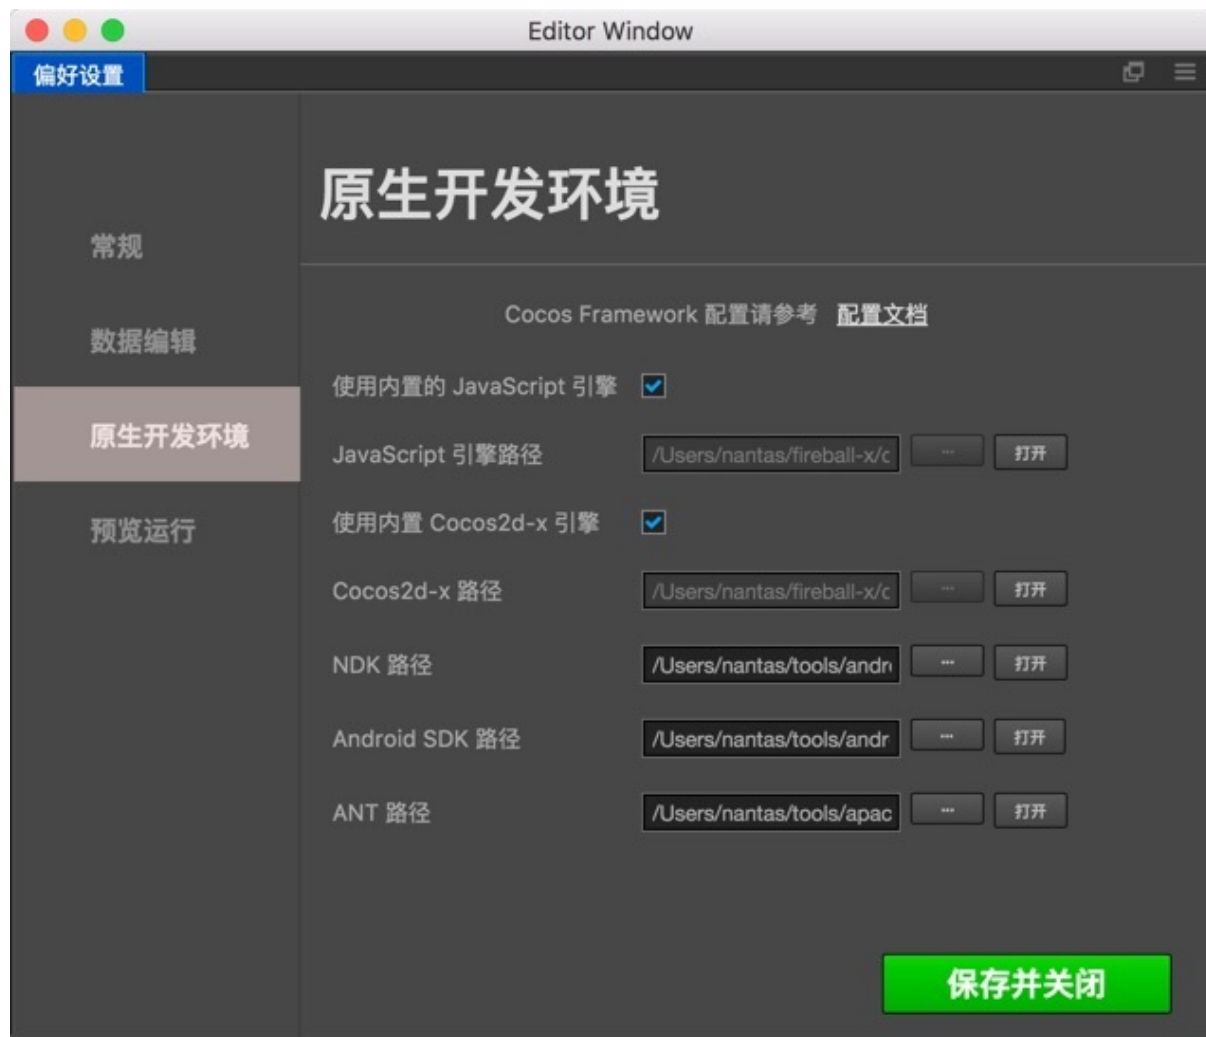 Editor Window
偏好设置
原生开发环境
常规
数据编辑
原生开发环境
预览运行
Cocos Framework 配置请参考 配置文档
使用内置的 JavaScript 引擎
JavaScript 引擎路径 /Users/nantas/fireball-x/c ... 打开
使用内置 Cocos2d-x 引擎
Cocos2d-x 路径 /Users/nantas/fireball-x/c ... 打开
NDK 路径 /Users/nantas/tools/andr ... 打开
Android SDK 路径 /Users/nantas/tools/andr ... 打开
ANT 路径 /Users/nantas/tools/apac ... 打开
保存并关闭